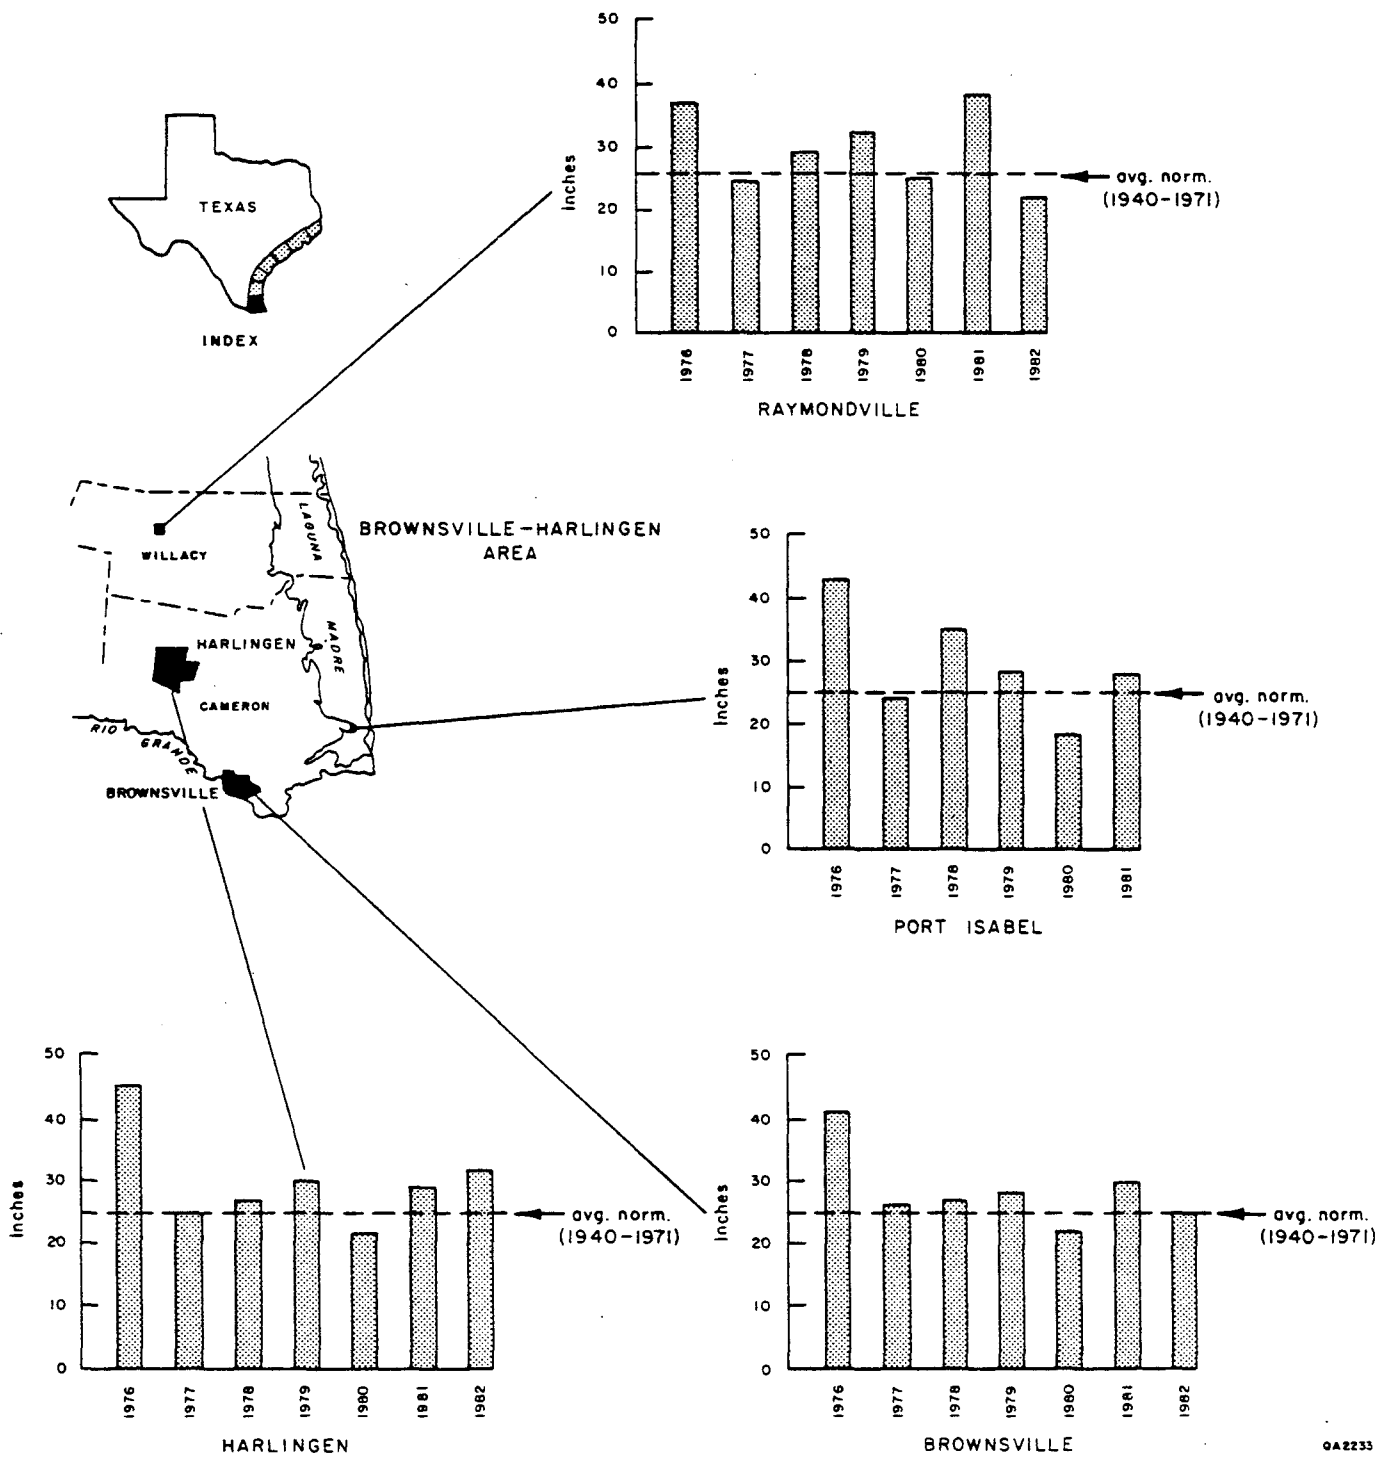 50
40
30
20
10
0
Inches
avg. norm.
(1940-1971)
1976
1977
1978
1979
1980
1981
1982
RAYMONDVILLE
TEXAS
INDEX
BROWNSVILLE-HARLINGEN
AREA
LAGUNA
MADRE
WILLACY
HARLINGEN
CAMERON
RIO GRANDE
BROWNSVILLE
50
40
30
20
10
0
Inches
avg. norm.
(1940-1971)
1976
1977
1978
1979
1980
1981
PORT ISABEL
50
40
30
20
10
0
Inches
avg. norm.
(1940-1971)
1976
1977
1978
1979
1980
1981
1982
HARLINGEN
50
40
30
20
10
0
Inches
avg. norm.
(1940-1971)
1976
1977
1978
1979
1980
1981
1982
BROWNSVILLE
QA2233